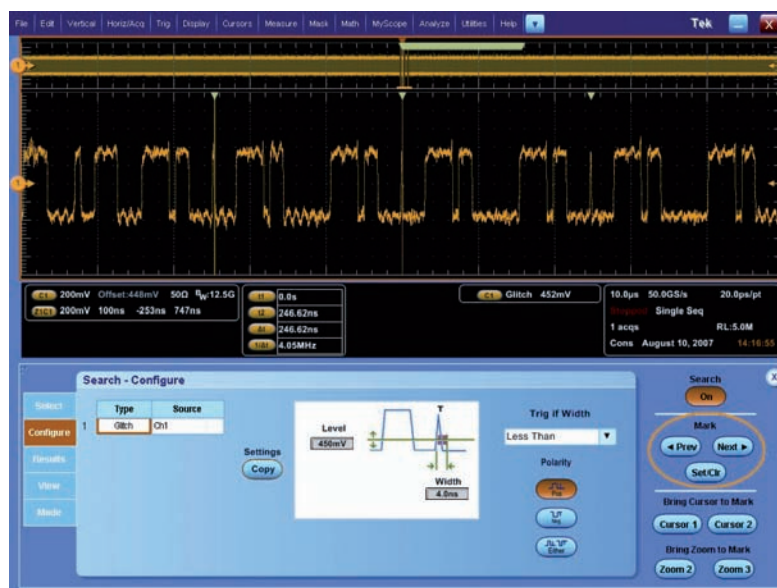 File Edit Vertical Horiz/Acq Trig Display Cursors Measure Mask Math MyScope Analyze Utilities Help Tek X
1
1
C1 200mV Offset:448mV 50Ω BW:12.5G
Z1C1 200mV 100ns -253ns 747ns
t1 0.0s
t2 246.62ns
Δt 246.62ns
1/Δt 4.05MHz
C1 Glitch 452mV
10.0µs 50.0GS/s 20.0ps/pt
Stopped Single Seq
1 acqs RL:5.0M
Cons August 10, 2007 14:16:55
Search - Configure
X
Select
Configure
Results
View
Mode
Type Source
1 Glitch Ch1
Settings
Copy
Level
450mV
T
Width
4.0ns
Trig if Width
Less Than
Polarity
Pos
Neg
Either
Search
On
Mark
Prev Next
Set/Clr
Bring Cursor to Mark
Cursor 1 Cursor 2
Bring Zoom to Mark
Zoom 2 Zoom 3